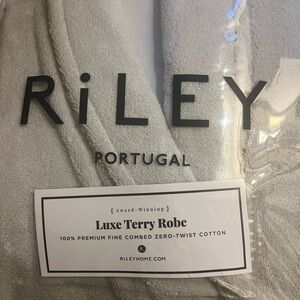 RiLEY
PORTUGAL
{ Award-Winning }
Luxe Terry Robe
100% PREMIUM FINE COMBED ZERO-TWIST COTTON
R
RILEYHOME.COM